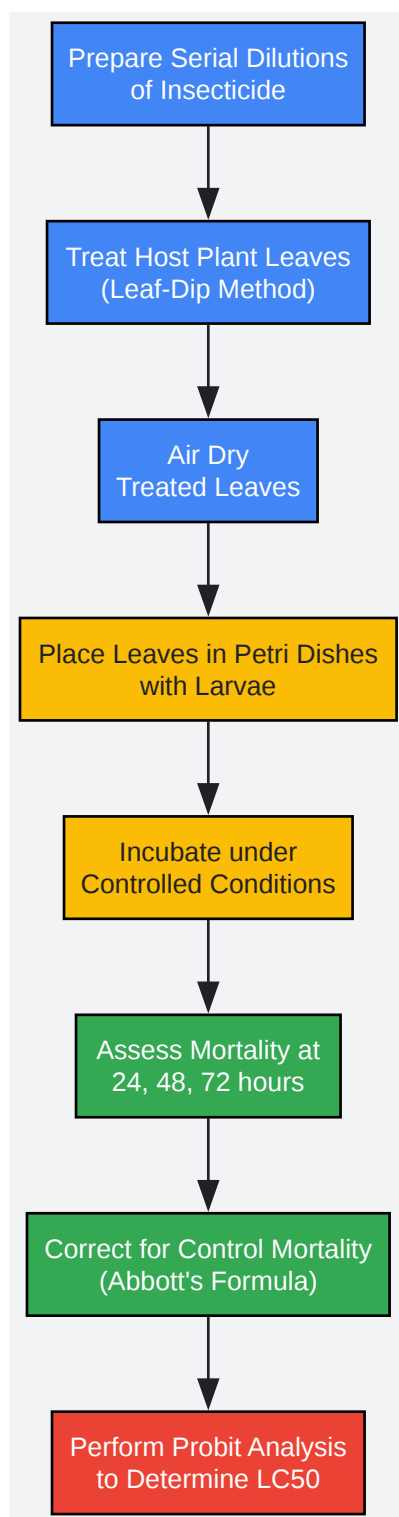 Prepare Serial Dilutions
of Insecticide
Treat Host Plant Leaves
(Leaf-Dip Method)
Air Dry
Treated Leaves
Place Leaves in Petri Dishes
with Larvae
Incubate under
Controlled Conditions
Assess Mortality at
24, 48, 72 hours
Correct for Control Mortality
(Abbott's Formula)
Perform Probit Analysis
to Determine LC50